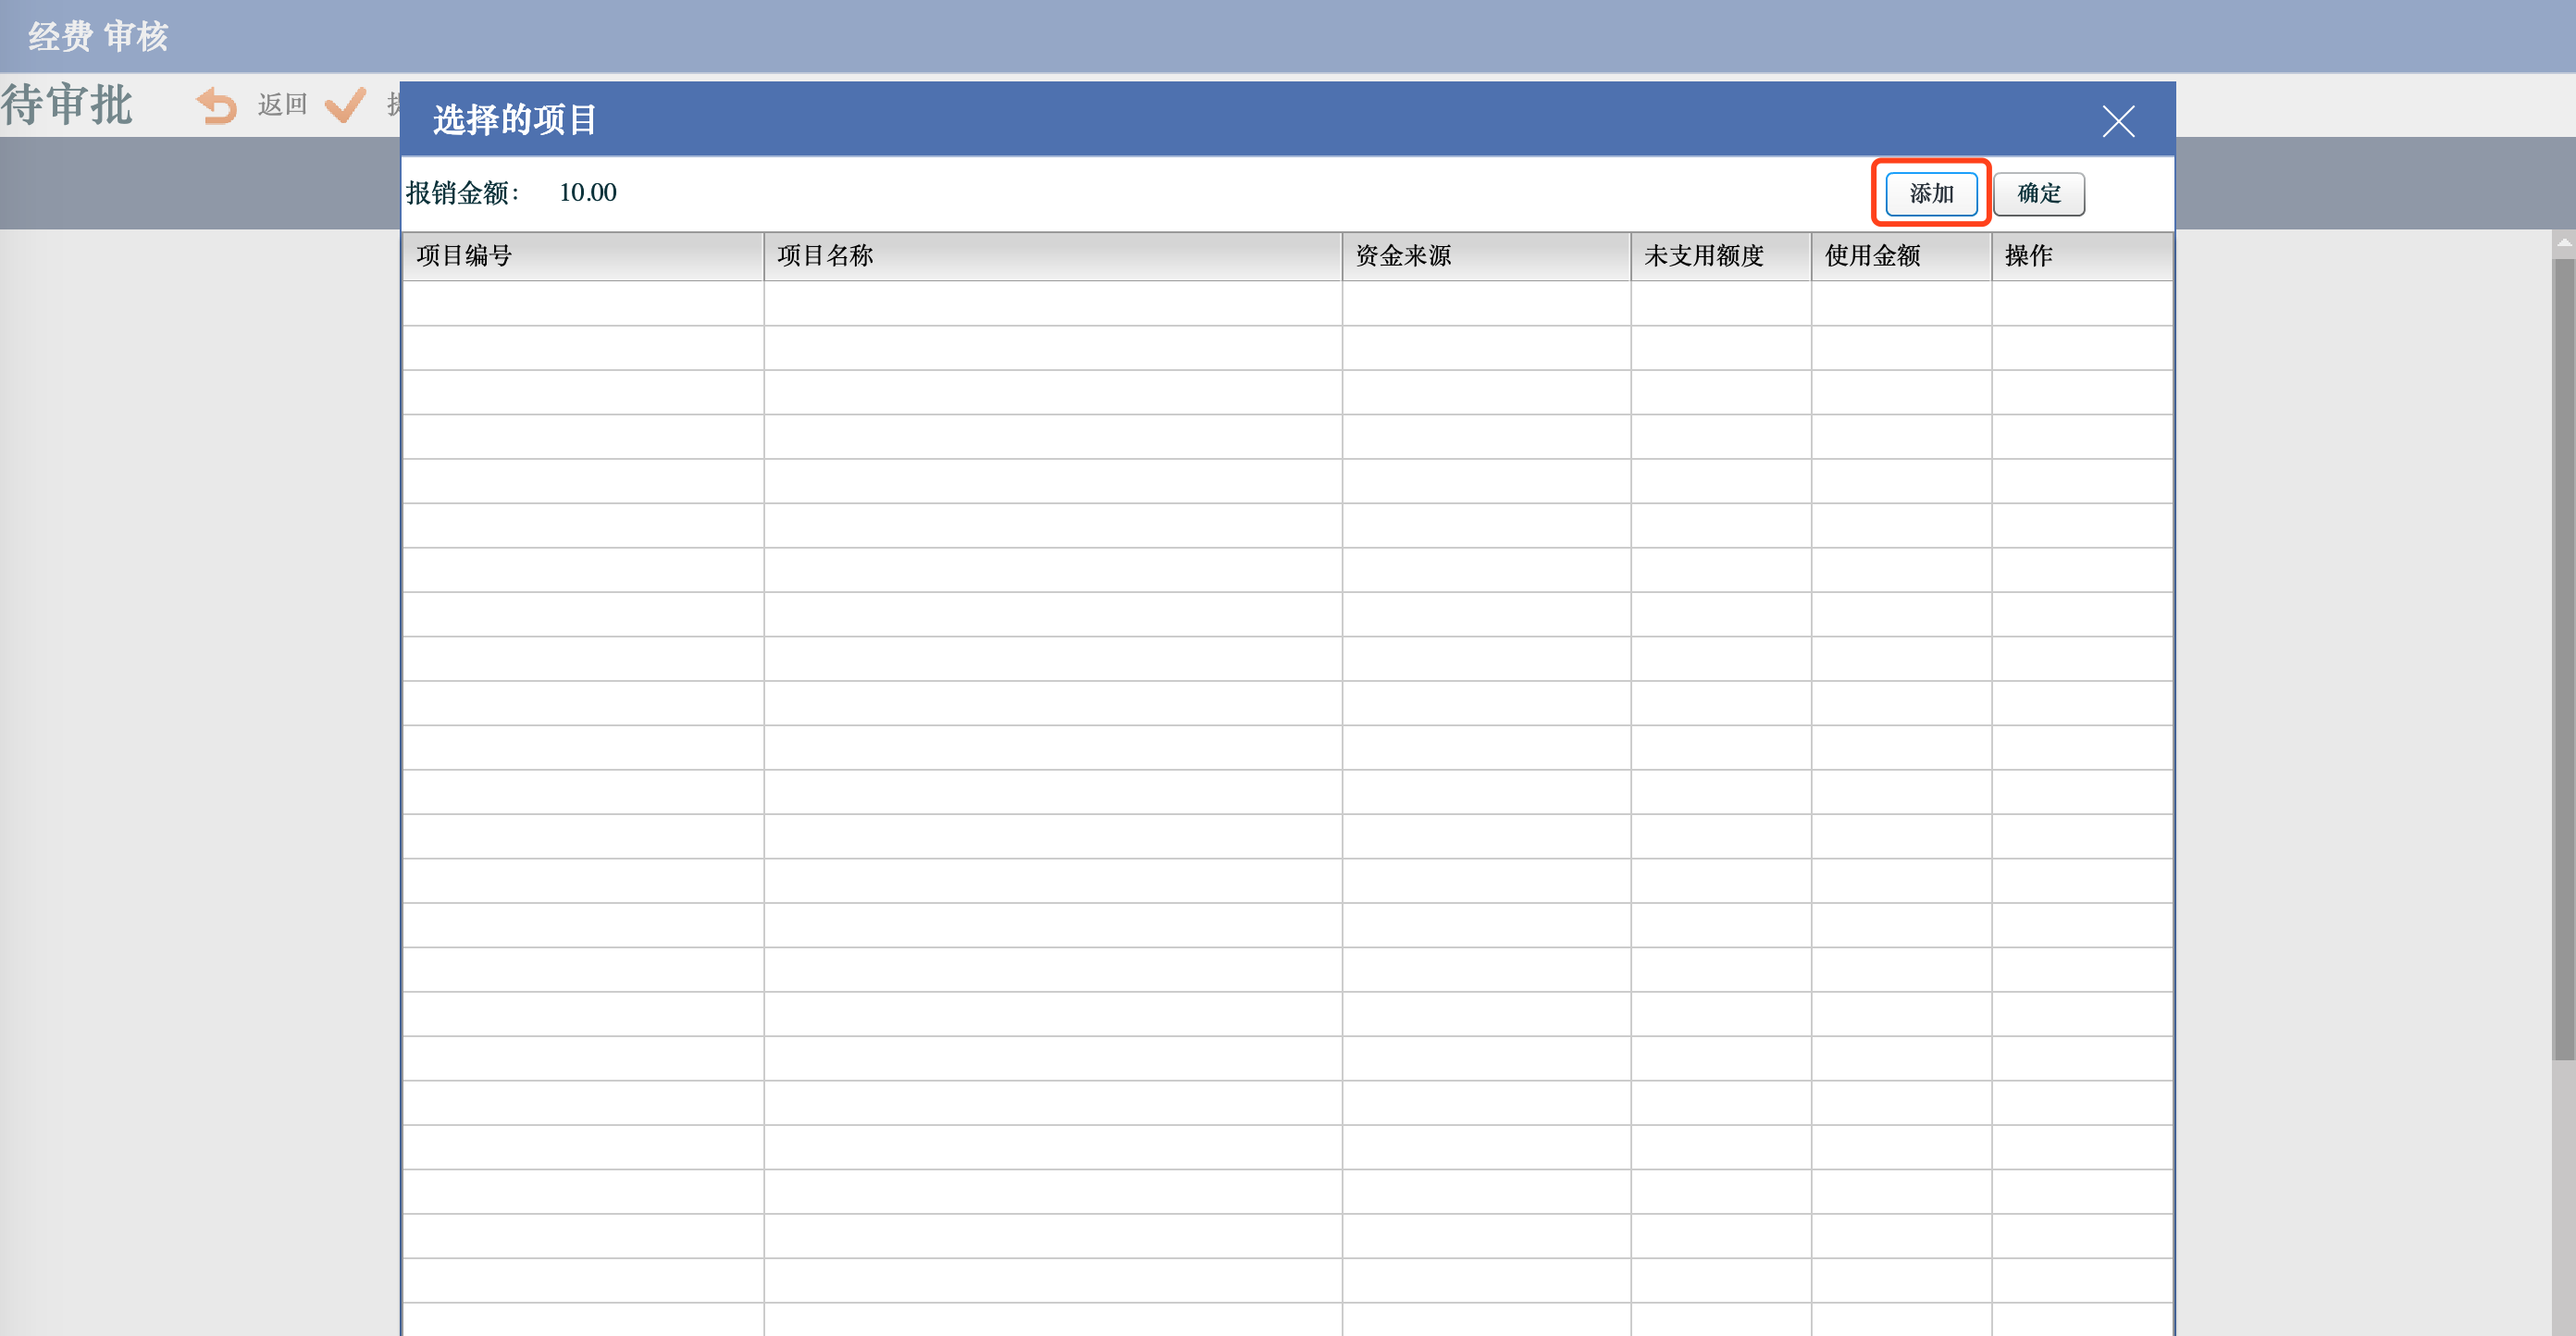 经费 审核
待审批 返回
选择的项目
报销金额： 10.00 添加 确定
项目编号 项目名称 资金来源 未支用额度 使用金额 操作